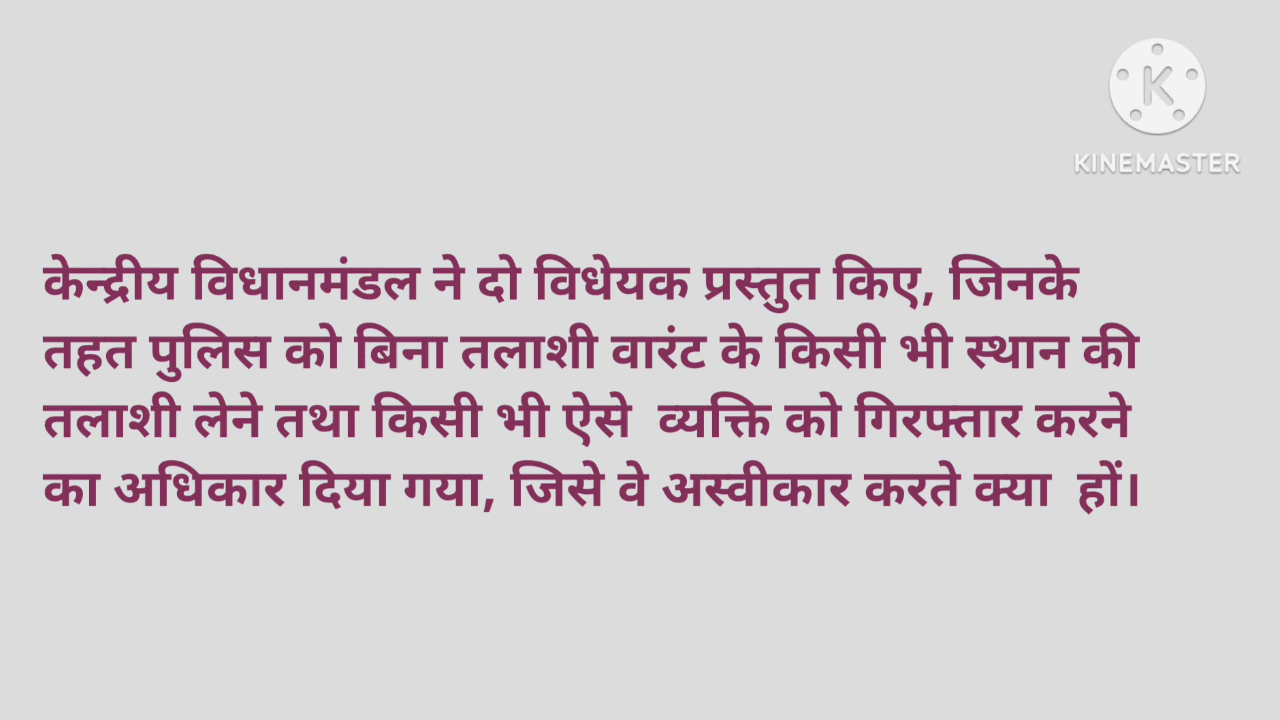 KINEMASTER
केन्द्रीय विधानमंडल ने दो विधेयक प्रस्तुत किए, जिनके
तहत पुलिस को बिना तलाशी वारंट के किसी भी स्थान की
तलाशी लेने तथा किसी भी ऐसे  व्यक्ति को गिरफ्तार करने
का अधिकार दिया गया, जिसे वे अस्वीकार करते क्या  हों।